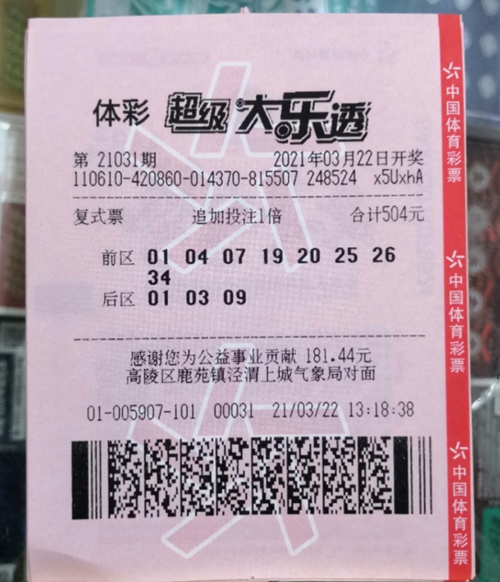 体彩 超级大乐透
第 21031期 2021年03月22日开奖
110610-420860-014370-815507 248524 x5UxhA
复式票 追加投注1倍 合计504元
前区 01 04 07 19 20 25 26
34
后区 01 03 09
感谢您为公益事业贡献 181.44元
高陵区鹿苑镇泾渭上城气象局对面
01-005907-101 00031 21/03/22 13:18:38
中国体育彩票
中国体育彩票
中国体育彩票